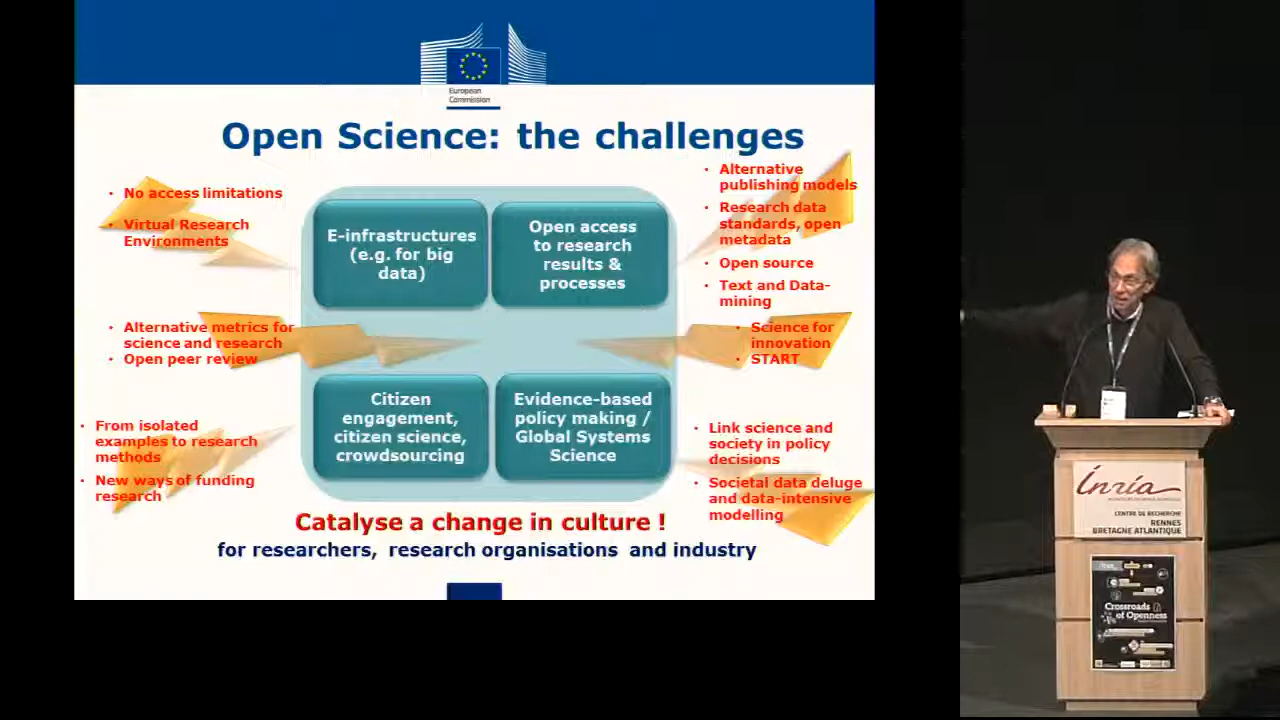 European
Commission
Open Science: the challenges
• No access limitations
• Virtual Research
Environments
E-infrastructures
(e.g. for big
data)
Open access
to research
results &
processes
• Alternative
publishing models
• Research data
standards, open
metadata
• Open source
• Text and Data-
mining
• Alternative metrics for
science and research
• Open peer review
• Science for
innovation
• START
• From isolated
examples to research
methods
• New ways of funding
research
Citizen
engagement,
citizen science,
crowdsourcing
Evidence-based
policy making /
Global Systems
Science
• Link science and
society in policy
decisions
• Societal data deluge
and data-intensive
modelling
Catalyse a change in culture !
for researchers, research organisations and industry
Inría
CENTRE DE RECHERCHE
RENNES
BRETAGNE ATLANTIQUE
Crossroads
of Openness